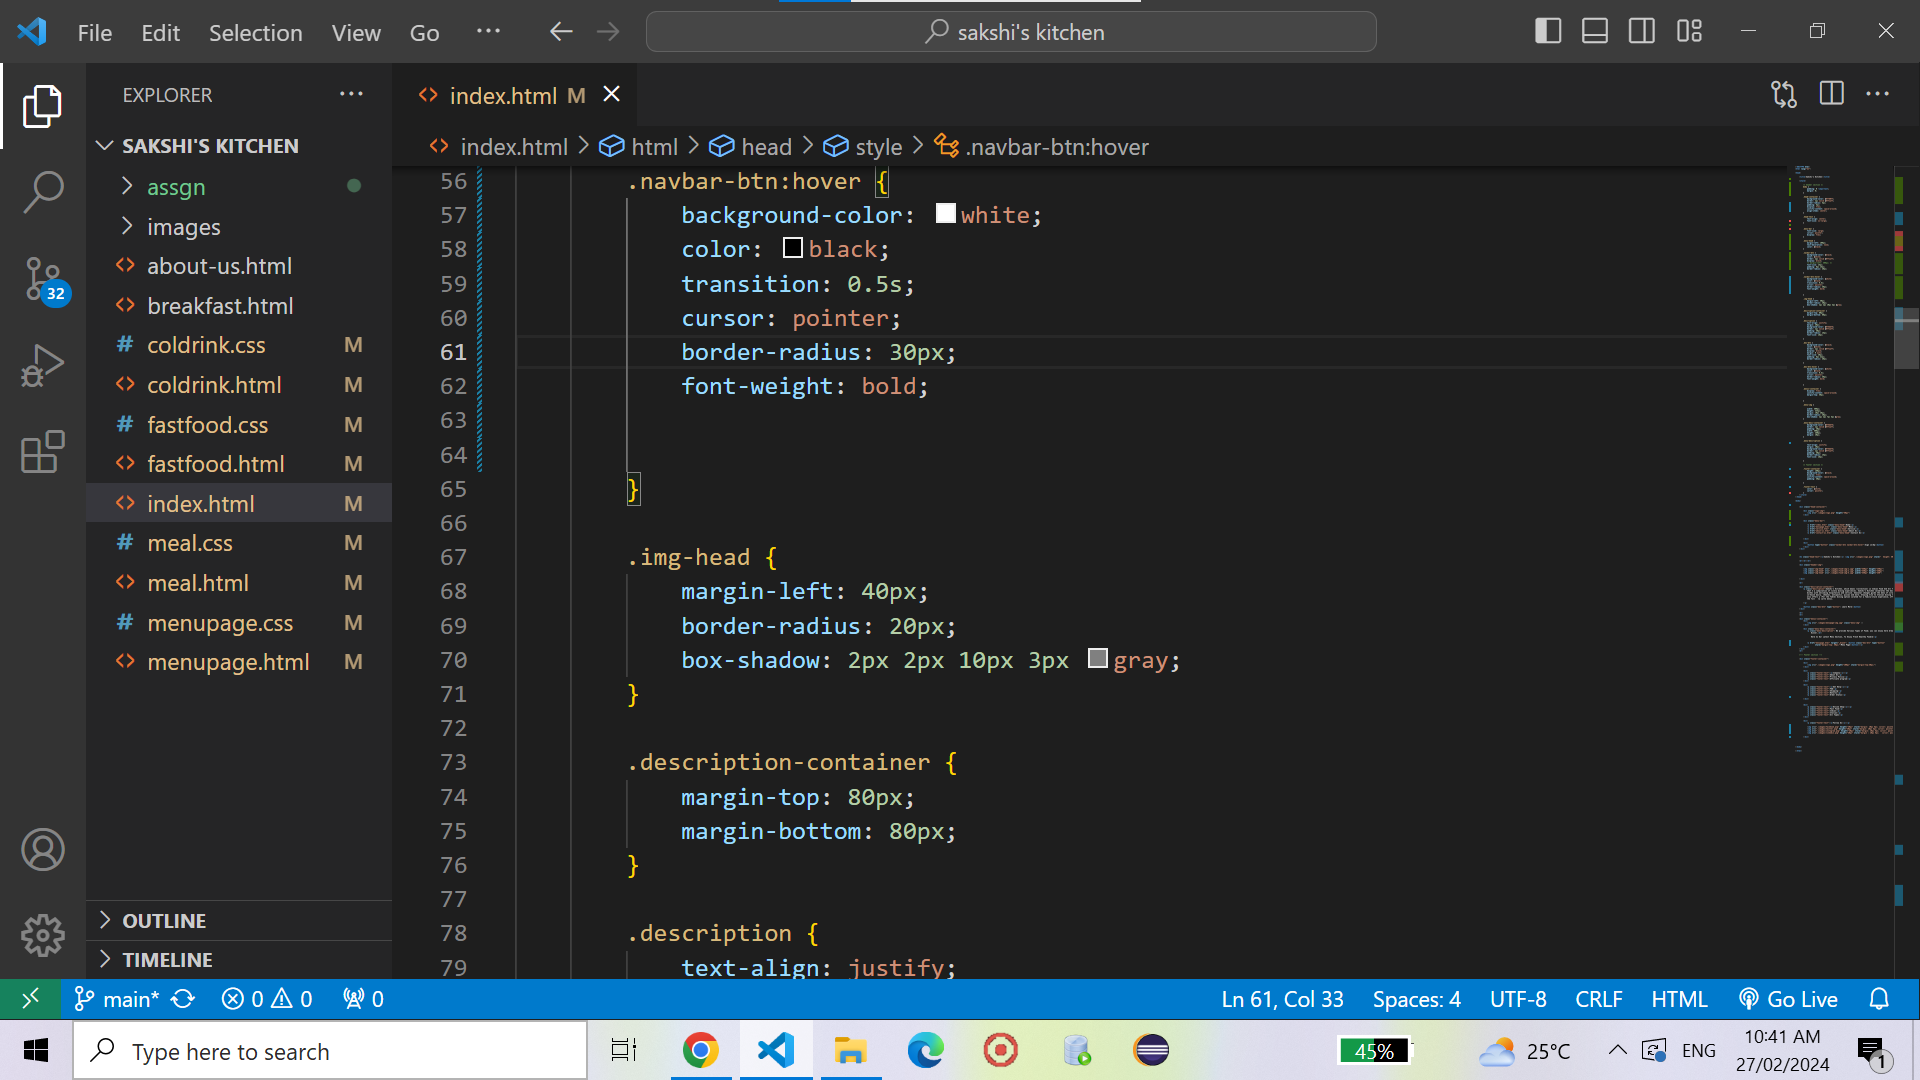 File Edit Selection View Go ··· sakshi's kitchen
EXPLORER ···
SAKSHI'S KITCHEN
assgn
images
about-us.html
breakfast.html
coldrink.css M
coldrink.html M
fastfood.css M
fastfood.html M
index.html M
meal.css M
meal.html M
menupage.css M
menupage.html M
OUTLINE
TIMELINE
32
index.html M
index.html > html > head > style > .navbar-btn:hover
56 .navbar-btn:hover {
57 background-color: white;
58 color: black;
59 transition: 0.5s;
60 cursor: pointer;
61 border-radius: 30px;
62 font-weight: bold;
63
64
65 }
66
67 .img-head {
68 margin-left: 40px;
69 border-radius: 20px;
70 box-shadow: 2px 2px 10px 3px gray;
71 }
72
73 .description-container {
74 margin-top: 80px;
75 margin-bottom: 80px;
76 }
77
78 .description {
79 text-align: justify;
main* 0 0 0 Ln 61, Col 33 Spaces: 4 UTF-8 CRLF HTML Go Live
Type here to search 45% 25°C ENG 10:41 AM
27/02/2024 1